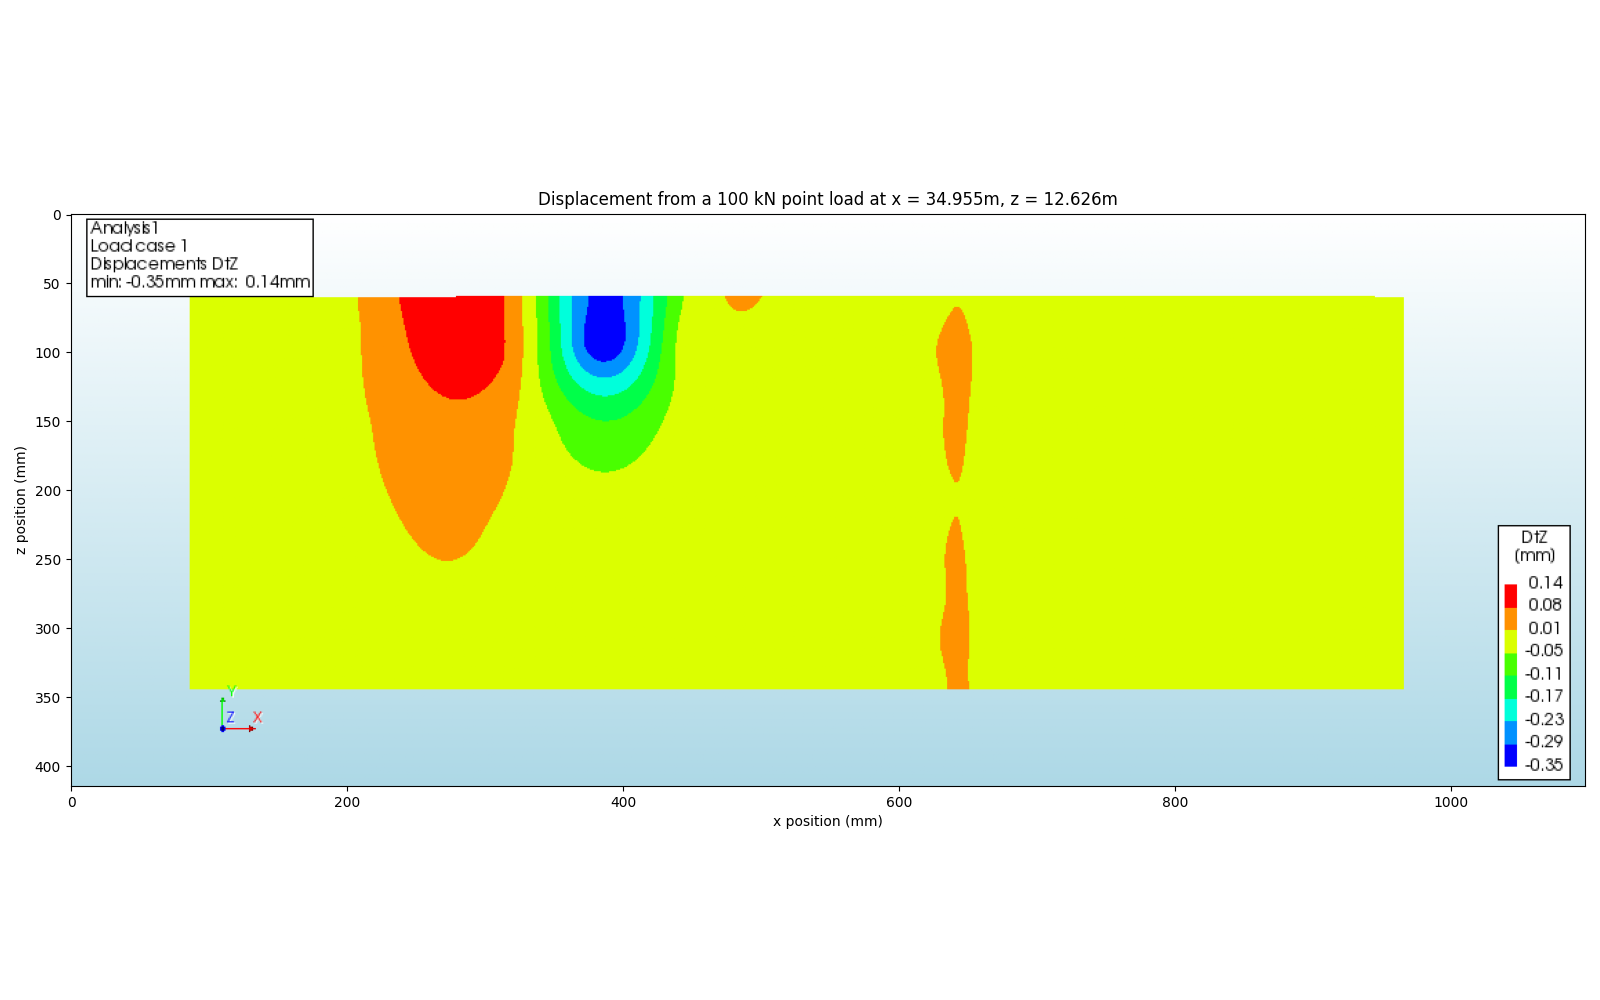 Displacement from a 100 kN point load at x = 34.955m, z = 12.626m
Analysis1
Load case 1
Displacements DtZ
min: -0.35mm max: 0.14mm
0
50
100
150
200
250
300
350
400
z position (mm)
DtZ
(mm)
0.14
0.08
0.01
-0.05
-0.11
-0.17
-0.23
-0.29
-0.35
Y
Z X
0 200 400 600 800 1000
x position (mm)